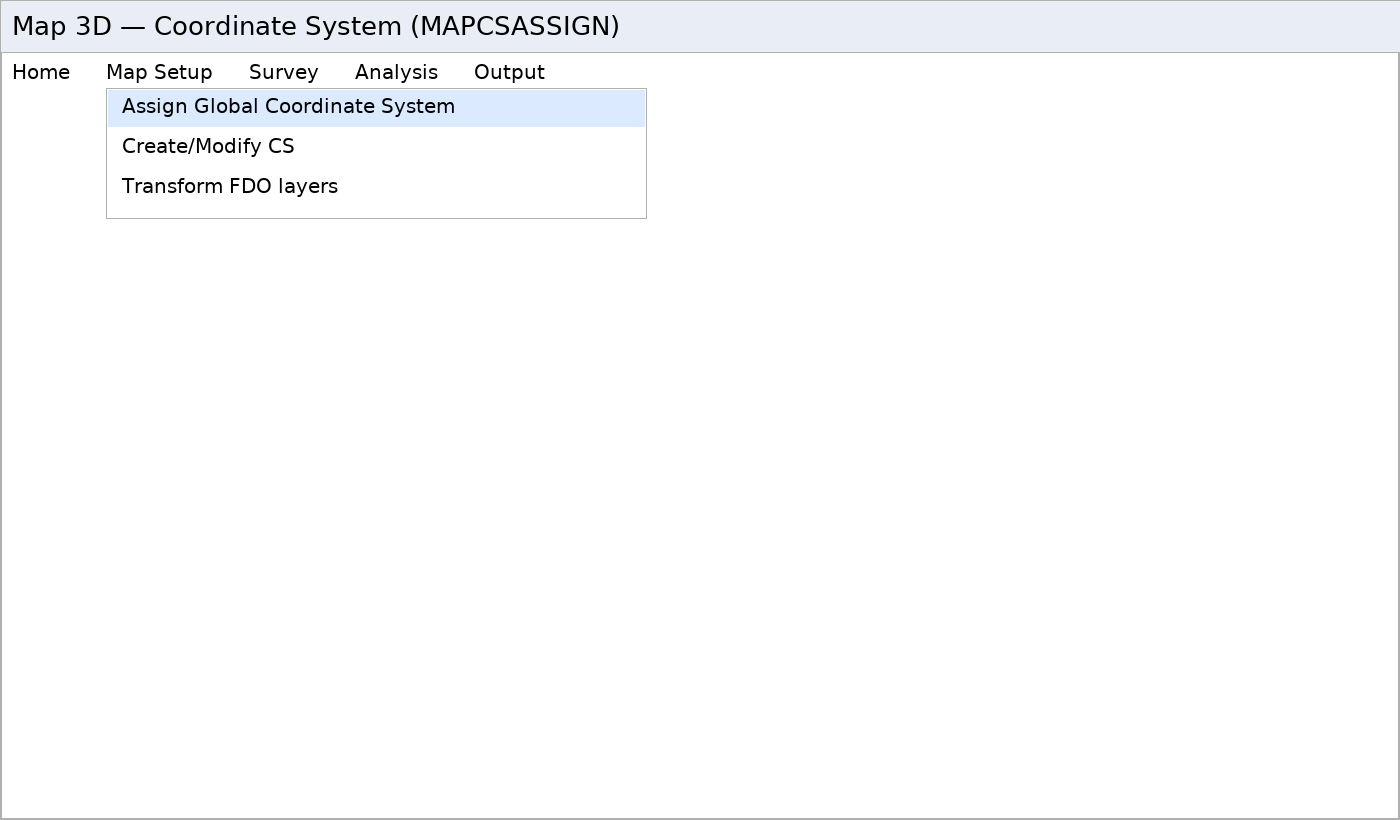 Map 3D — Coordinate System (MAPCSASSIGN)
Home Map Setup Survey Analysis Output
Assign Global Coordinate System
Create/Modify CS
Transform FDO layers